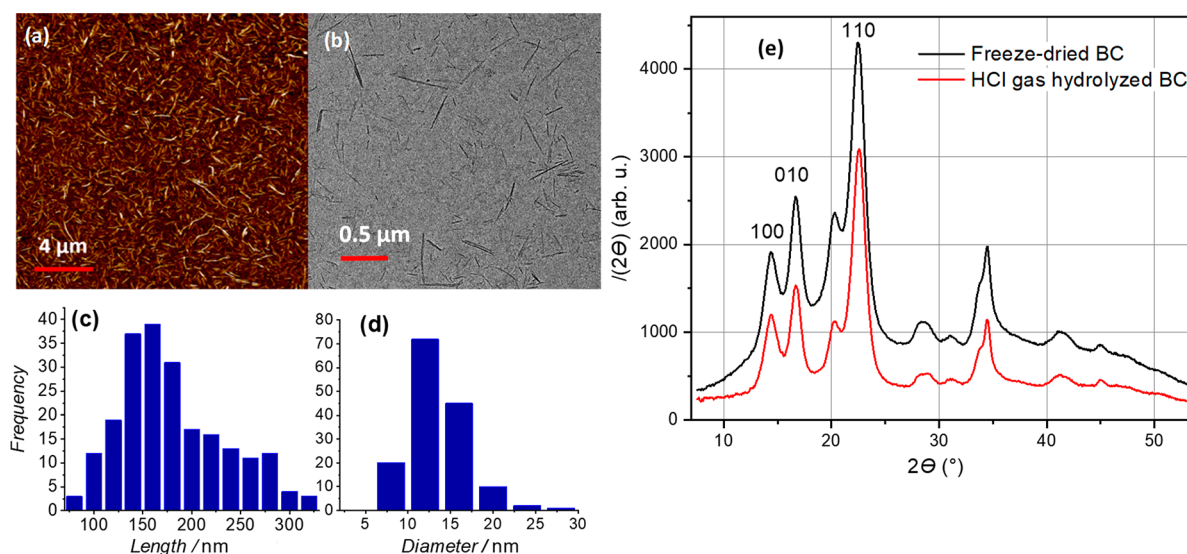 (a)
4 µm
(b)
0.5 µm
(c)
Frequency
40
35
30
25
20
15
10
5
0
100 150 200 250 300
Length / nm
(d)
80
70
60
50
40
30
20
10
0
5 10 15 20 25 30
Diameter / nm
(e)
110
Freeze-dried BC
HCl gas hydrolyzed BC
010
100
I(2Θ) (arb. u.)
4000
3000
2000
1000
0
10 20 30 40 50
2Θ (°)